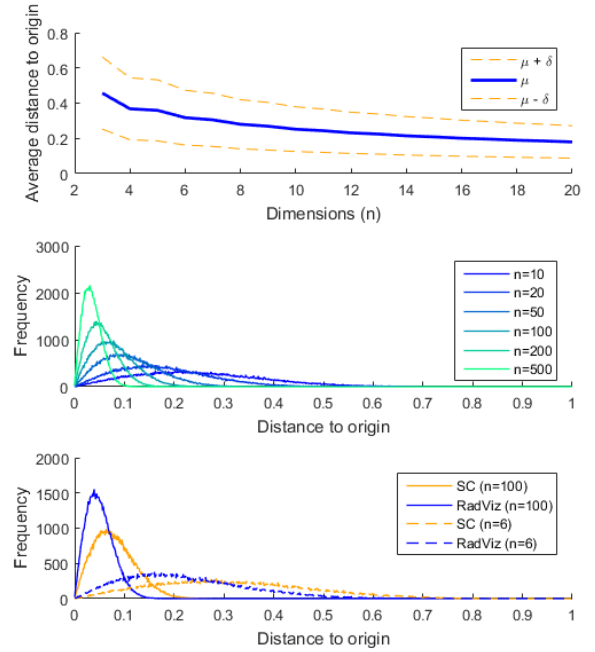 Average distance to origin
0.8
0.6
0.4
0.2
0
μ + δ
μ
μ - δ
2 4 6 8 10 12 14 16 18 20
Dimensions (n)
Frequency
3000
2000
1000
0
n=10
n=20
n=50
n=100
n=200
n=500
0 0.1 0.2 0.3 0.4 0.5 0.6 0.7 0.8 0.9 1
Distance to origin
Frequency
2000
1500
1000
500
0
SC (n=100)
RadViz (n=100)
SC (n=6)
RadViz (n=6)
0 0.1 0.2 0.3 0.4 0.5 0.6 0.7 0.8 0.9 1
Distance to origin